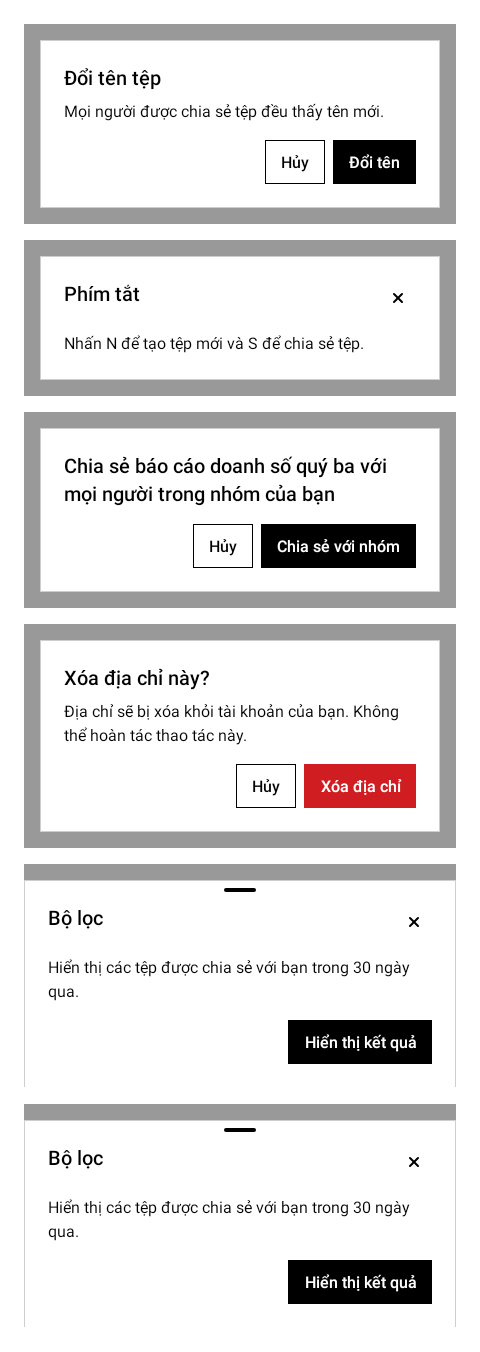 Đổi tên tệp
Mọi người được chia sẻ tệp đều thấy tên mới.
Hủy
Đổi tên
Phím tắt
Nhấn N để tạo tệp mới và S để chia sẻ tệp.
Chia sẻ báo cáo doanh số quý ba với
mọi người trong nhóm của bạn
Hủy
Chia sẻ với nhóm
Xóa địa chỉ này?
Địa chỉ sẽ bị xóa khỏi tài khoản của bạn. Không
thể hoàn tác thao tác này.
Hủy
Xóa địa chỉ
Bộ lọc
Hiển thị các tệp được chia sẻ với bạn trong 30 ngày
qua.
Hiển thị kết quả
Bộ lọc
Hiển thị các tệp được chia sẻ với bạn trong 30 ngày
qua.
Hiển thị kết quả